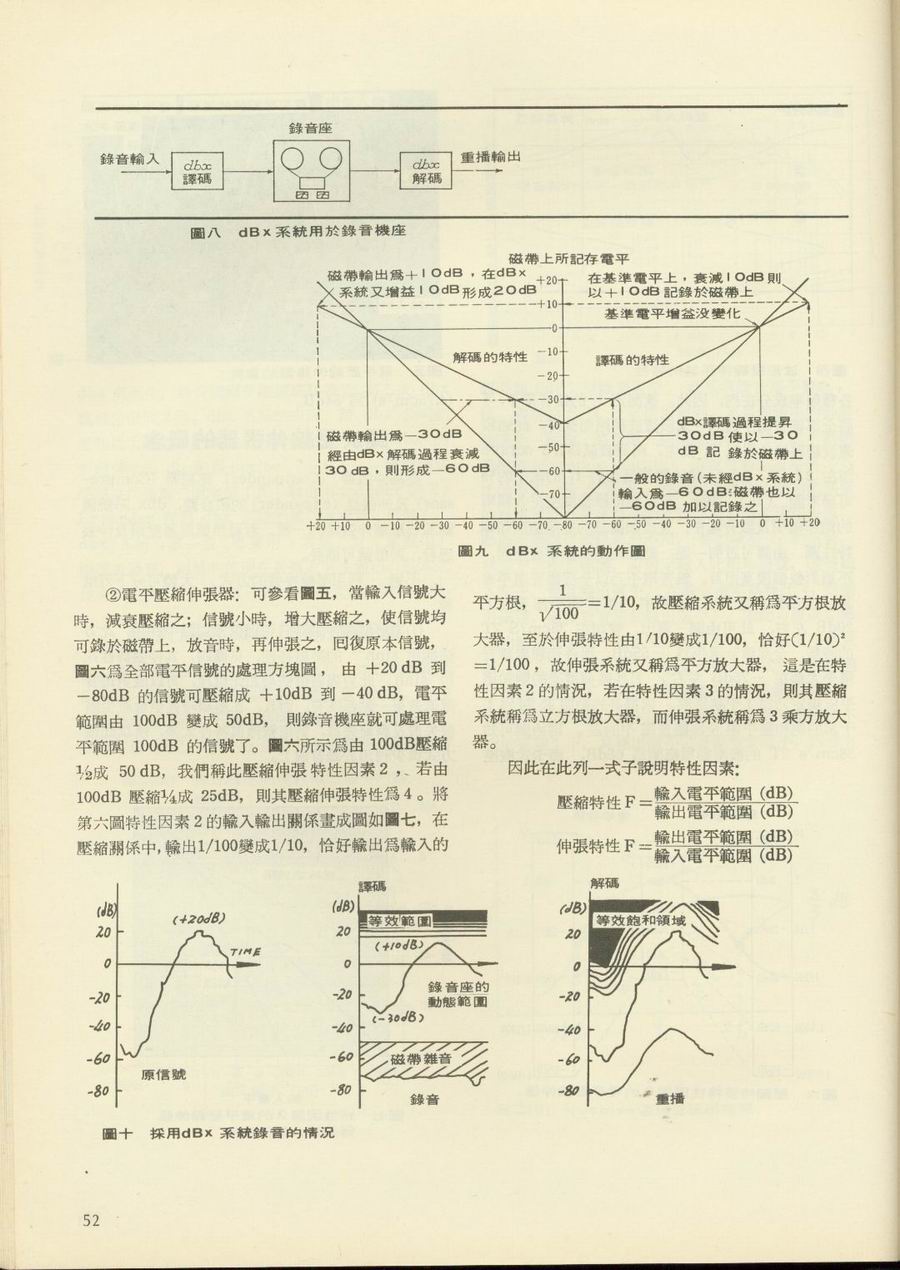 錄音座
錄音輸入
dbx
譯碼
dbx
解碼
重播輸出
圖八 dBx系統用於錄音機座
磁帶上所記存電平
磁帶輸出爲+10dB,在dBx
系統又增益10dB形成20dB
在基準電平上,衰減10dB則
以+10dB記錄於磁帶上
基準電平增益沒變化
+20
+10
0
-10
-20
-30
-40
-50
-60
-70
解碼的特性
譯碼的特性
磁帶輸出爲-30dB
經由dBx解碼過程衰減
30dB,則形成-60dB
dBx譯碼過程提昇
30dB使以-30
dB記 錄於磁帶上
一般的錄音(未經dBx系統)
輸入爲-60dB:磁帶也以
-60dB 加以記錄之
+20 +10 0 -10 -20 -30 -40 -50 -60 -70 -80 -70 -60 -50 -40 -30 -20 -10 0 +10 +20
圖九 dBx 系統的動作圖
②電平壓縮伸張器:可參看圖五,當輸入信號大
時,減衰壓縮之;信號小時,增大壓縮之,使信號均
可錄於磁帶上,放音時,再伸張之,囘復原本信號,
圖六爲全部電平信號的處理方塊圖,由 +20 dB 到
-80dB 的信號可壓縮成 +10dB 到 -40 dB,電平
範圍由 100dB 變成 50dB, 則錄音機座就可處理電
平範圍 100dB 的信號了。圖六所示爲由 100dB壓縮
½成 50 dB,我們稱此壓縮伸張特性因素 2 ,若由
100dB 壓縮¼成 25dB,則其壓縮伸張特性爲 4 。將
第六圖特性因素 2 的輸入輸出關係畫成圖如圖七,在
壓縮關係中,輸出1/100變成1/10,恰好輸出爲輸入的
平方根,1/√100=1/10,故壓縮系統又稱爲平方根放
大器,至於伸張特性由1/10變成1/100,恰好(1/10)²
=1/100,故伸張系統又稱爲平方放大器,這是在特
性因素 2 的情況,若在特性因素 3 的情況,則其壓縮
系統稱爲立方根放大器,而伸張系統稱爲 3 乘方放大
器。
因此在此列一式子說明特性因素:
壓縮特性 F = 輸入電平範圍 (dB)
輸出電平範圍 (dB)
伸張特性 F = 輸出電平範圍 (dB)
輸入電平範圍 (dB)
(dB)
20
0
-20
-40
-60
-80
(+20dB)
TIME
原信號
譯碼
(dB)
20
0
-20
-40
-60
-80
等效範圍
(+10dB)
錄音座的
動態範圍
(-30dB)
磁帶雜音
錄音
解碼
(dB)
20
0
-20
-40
-60
-80
等效飽和領域
重播
圖十 採用dBx 系統錄音的情況
52